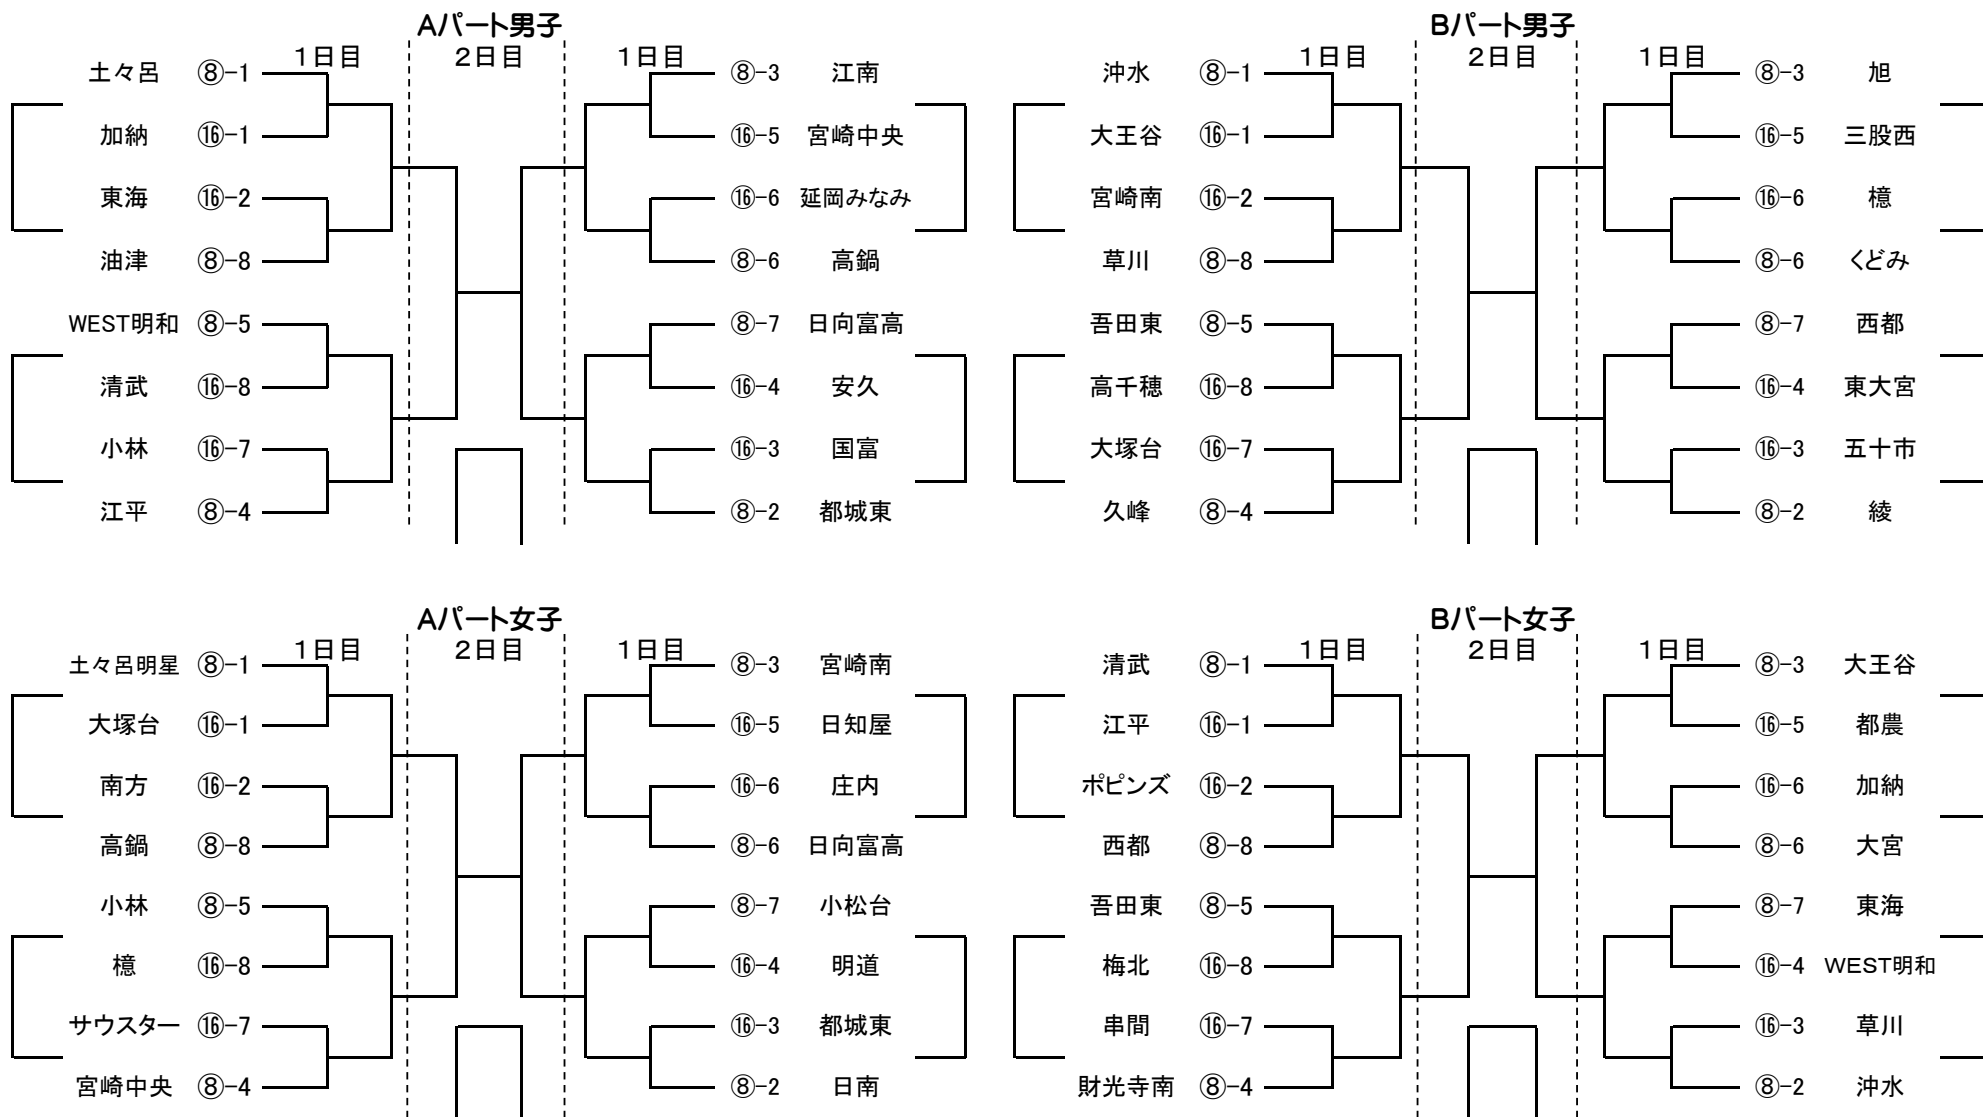 Aパート男子
1日目 2日目 1日目
土々呂 ⑧-1 ⑧-3 江南
加納 ⑯-1 ⑯-5 宮崎中央
東海 ⑯-2 ⑯-6 延岡みなみ
油津 ⑧-8 ⑧-6 高鍋
WEST明和 ⑧-5 ⑧-7 日向富高
清武 ⑯-8 ⑯-4 安久
小林 ⑯-7 ⑯-3 国富
江平 ⑧-4 ⑧-2 都城東
Bパート男子
1日目 2日目 1日目
沖水 ⑧-1 ⑧-3 旭
大王谷 ⑯-1 ⑯-5 三股西
宮崎南 ⑯-2 ⑯-6 檍
草川 ⑧-8 ⑧-6 くどみ
吾田東 ⑧-5 ⑧-7 西都
高千穂 ⑯-8 ⑯-4 東大宮
大塚台 ⑯-7 ⑯-3 五十市
久峰 ⑧-4 ⑧-2 綾
Aパート女子
1日目 2日目 1日目
土々呂明星 ⑧-1 ⑧-3 宮崎南
大塚台 ⑯-1 ⑯-5 日知屋
南方 ⑯-2 ⑯-6 庄内
高鍋 ⑧-8 ⑧-6 日向富高
小林 ⑧-5 ⑧-7 小松台
檍 ⑯-8 ⑯-4 明道
サウスター ⑯-7 ⑯-3 都城東
宮崎中央 ⑧-4 ⑧-2 日南
Bパート女子
1日目 2日目 1日目
清武 ⑧-1 ⑧-3 大王谷
江平 ⑯-1 ⑯-5 都農
ポピンズ ⑯-2 ⑯-6 加納
西都 ⑧-8 ⑧-6 大宮
吾田東 ⑧-5 ⑧-7 東海
梅北 ⑯-8 ⑯-4 WEST明和
串間 ⑯-7 ⑯-3 草川
財光寺南 ⑧-4 ⑧-2 沖水